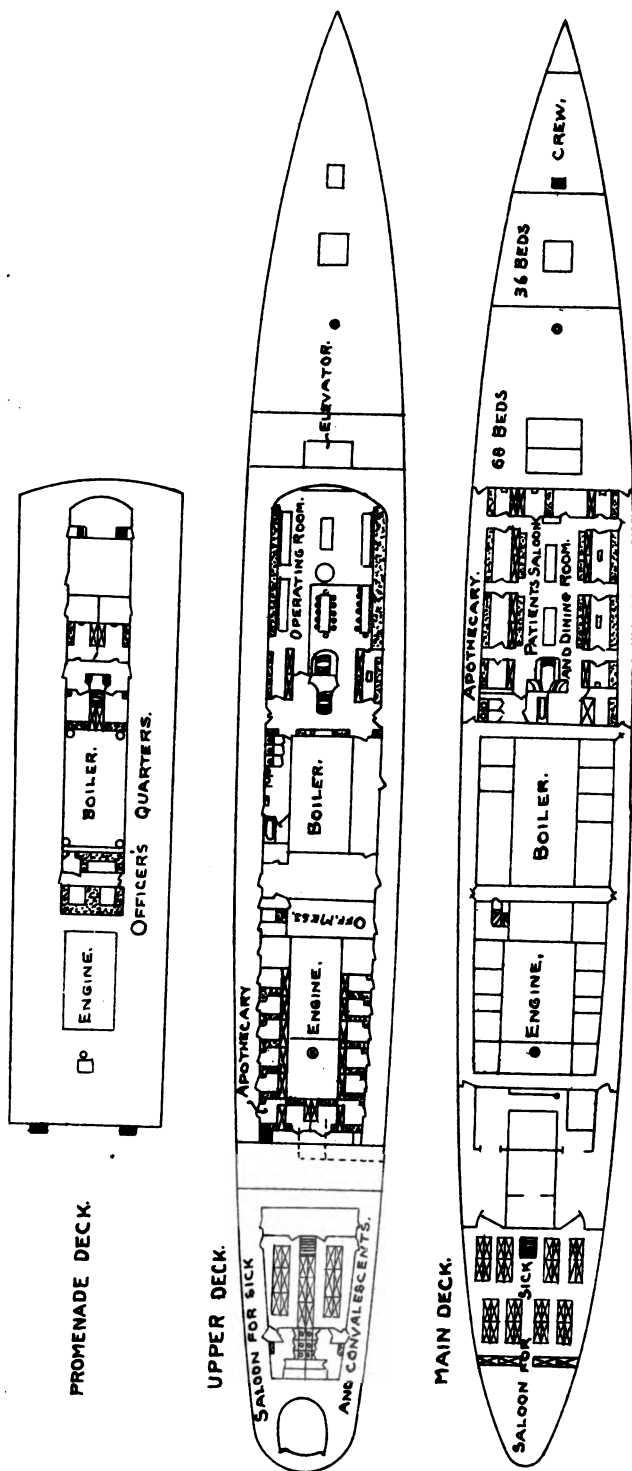 PROMENADE DECK.
ENGINE.
OFFICER'S QUARTERS.
BOILER.
UPPER DECK.
SALOON FOR SICK
AND CONVALESCENTS.
APOTHECARY
ENGINE.
OFF. MESS.
BOILER.
OPERATING ROOM.
ELEVATOR.
MAIN DECK.
SALOON FOR SICK
ENGINE.
BOILER.
APOTHECARY.
PATIENTS SALOON
AND DINING ROOM.
68 BEDS
36 BEDS
CREW.